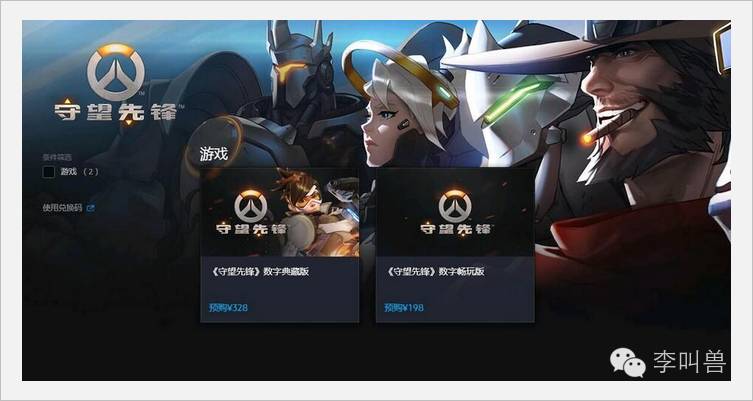 守望先锋™
条件筛选
游戏 ( 2 )
使用兑换码
游戏
守望先锋
《守望先锋》数字典藏版
预购¥328
守望先锋
《守望先锋》数字畅玩版
预购¥198
李叫兽